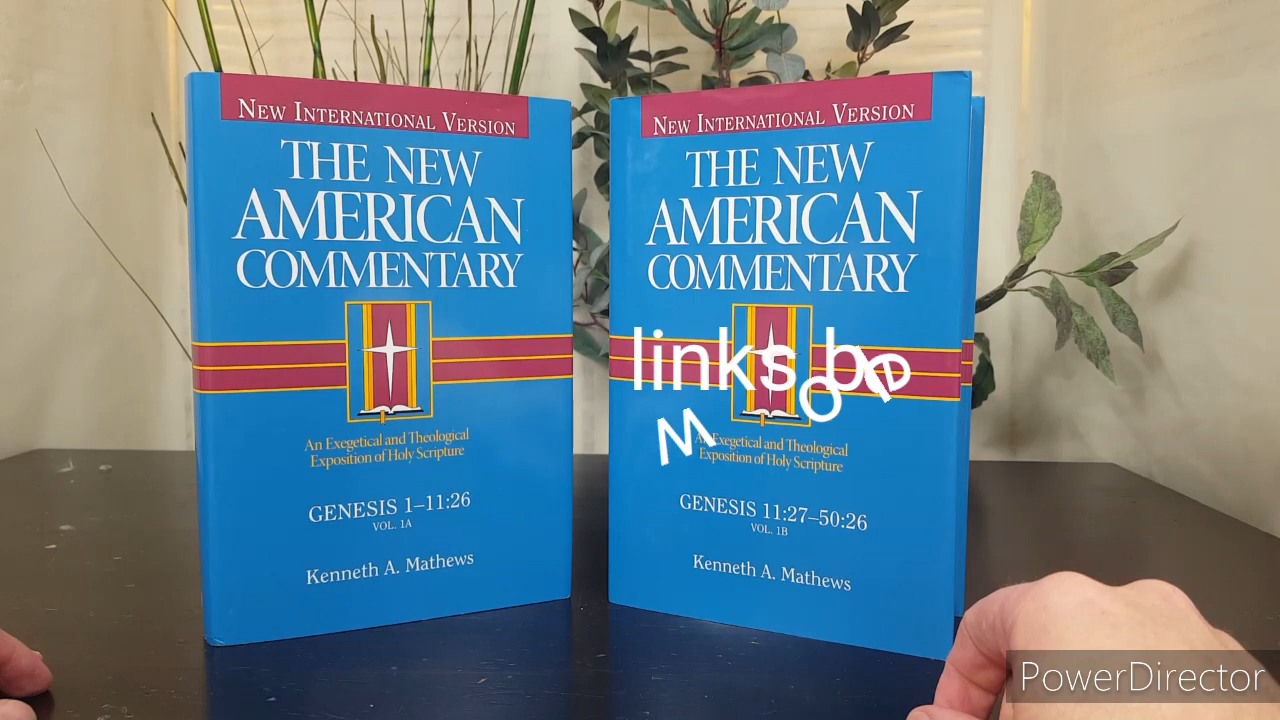 New International Version
THE NEW
AMERICAN
COMMENTARY
An Exegetical and Theological
Exposition of Holy Scripture
GENESIS 1–11:26
VOL. 1A
Kenneth A. Mathews
New International Version
THE NEW
AMERICAN
COMMENTARY
links b
An Exegetical and Theological
Exposition of Holy Scripture
GENESIS 11:27–50:26
VOL. 1B
Kenneth A. Mathews
PowerDirector